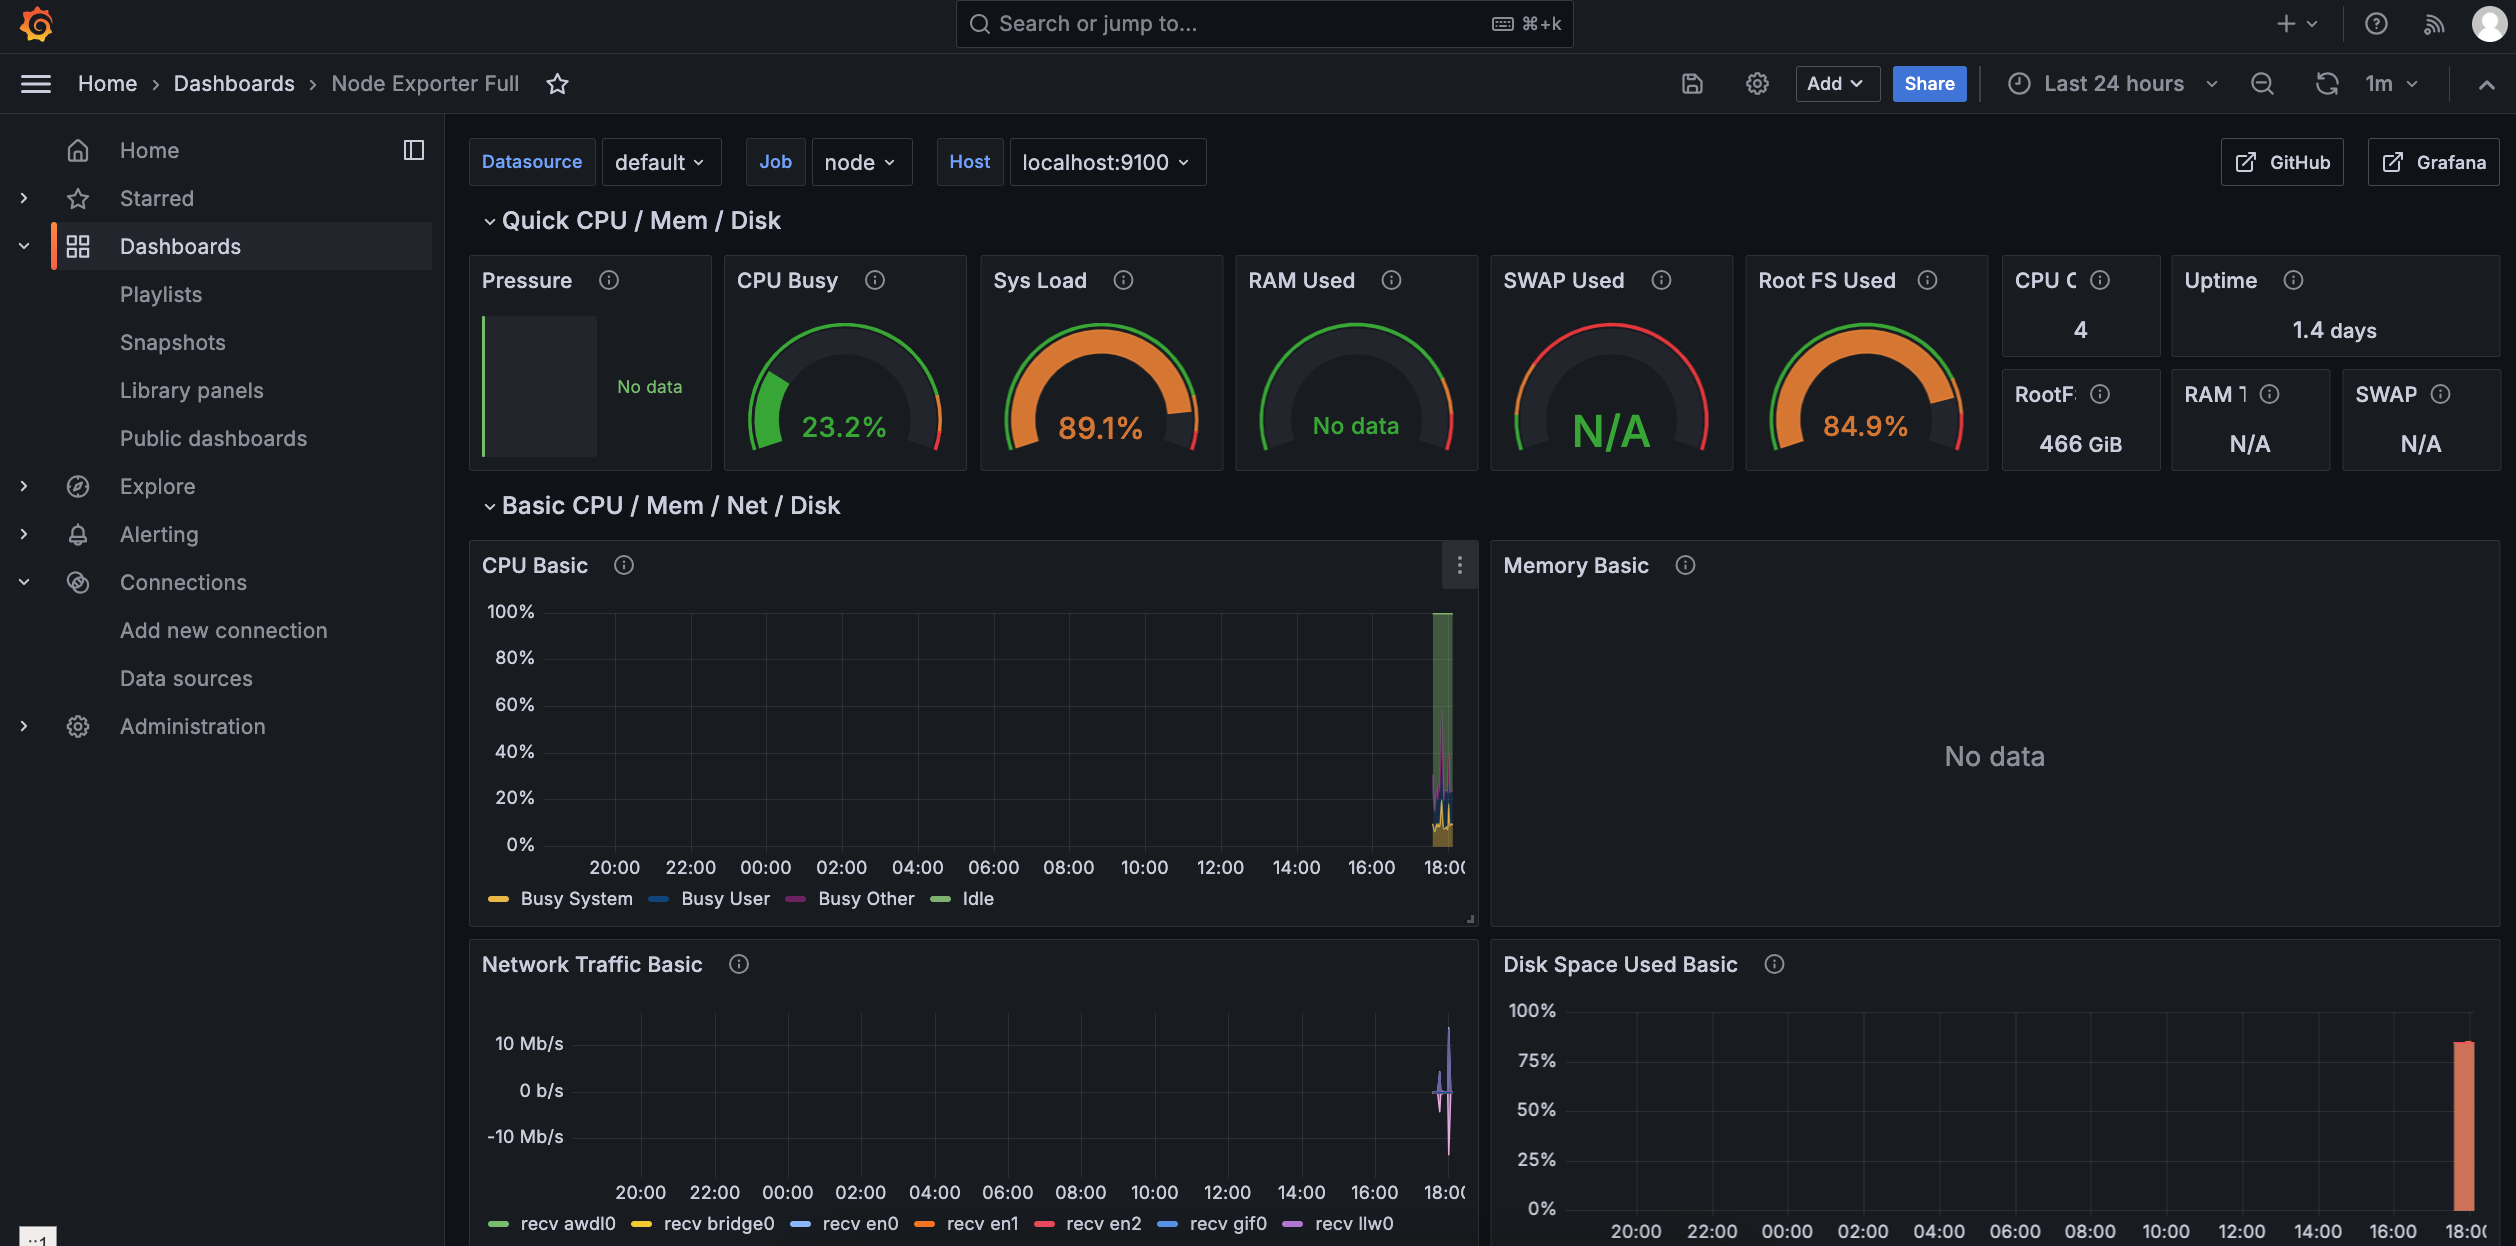 Search or jump to... ⌘+k
Home › Dashboards › Node Exporter Full Add Share Last 24 hours 1m
Home
Starred
Dashboards
Playlists
Snapshots
Library panels
Public dashboards
Explore
Alerting
Connections
Add new connection
Data sources
Administration
Datasource default Job node Host localhost:9100 GitHub Grafana
Quick CPU / Mem / Disk
Pressure CPU Busy Sys Load RAM Used SWAP Used Root FS Used CPU C Uptime
4 1.4 days
No data 23.2% 89.1% No data N/A 84.9%
RootF RAM T SWAP
466 GiB N/A N/A
Basic CPU / Mem / Net / Disk
CPU Basic
100%
80%
60%
40%
20%
0%
20:00 22:00 00:00 02:00 04:00 06:00 08:00 10:00 12:00 14:00 16:00 18:00
Busy System Busy User Busy Other Idle
Memory Basic
No data
Network Traffic Basic
10 Mb/s
0 b/s
-10 Mb/s
20:00 22:00 00:00 02:00 04:00 06:00 08:00 10:00 12:00 14:00 16:00 18:00
recv awdl0 recv bridge0 recv en0 recv en1 recv en2 recv gif0 recv llw0
Disk Space Used Basic
100%
75%
50%
25%
0%
20:00 22:00 00:00 02:00 04:00 06:00 08:00 10:00 12:00 14:00 16:00 18:00